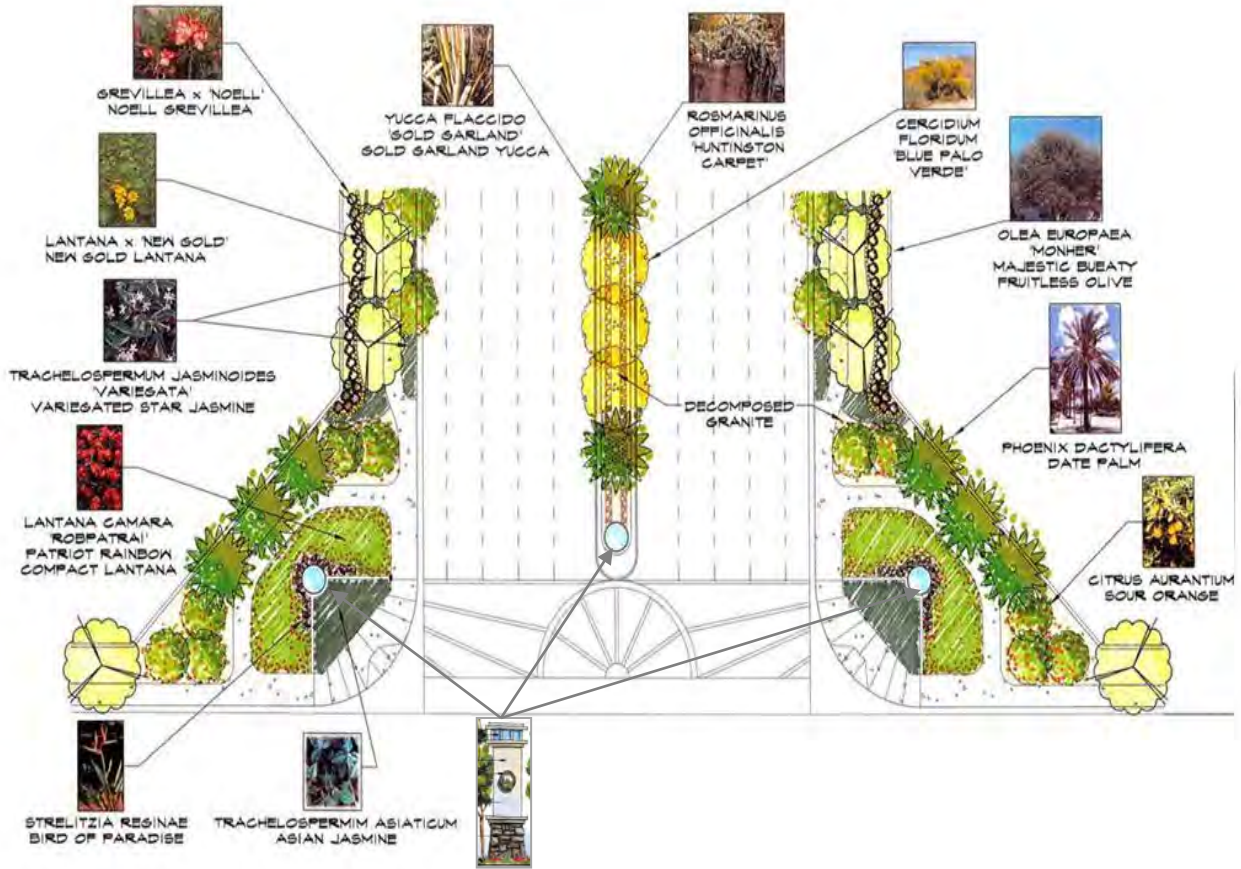 GREVILLEA x 'NOELL'
NOELL GREVILLEA
YUCCA FLACCIDO
'GOLD GARLAND'
GOLD GARLAND YUCCA
ROSMARINUS
OFFICINALIS
'HUNTINGTON
CARPET'
CERCIDIUM
FLORIDUM
'BLUE PALO
VERDE'
LANTANA x 'NEW GOLD'
NEW GOLD LANTANA
OLEA EUROPAEA
'MONHER'
MAJESTIC BUEATY
FRUITLESS OLIVE
TRACHELOSPERMUM JASMINOIDES
'VARIEGATA'
VARIEGATED STAR JASMINE
DECOMPOSED
GRANITE
PHOENIX DACTYLIFERA
DATE PALM
LANTANA CAMARA
'ROBPATRAI'
PATRIOT RAINBOW
COMPACT LANTANA
CITRUS AURANTIUM
SOUR ORANGE
STRELITZIA REGINAE
BIRD OF PARADISE
TRACHELOSPERMIM ASIATICUM
ASIAN JASMINE